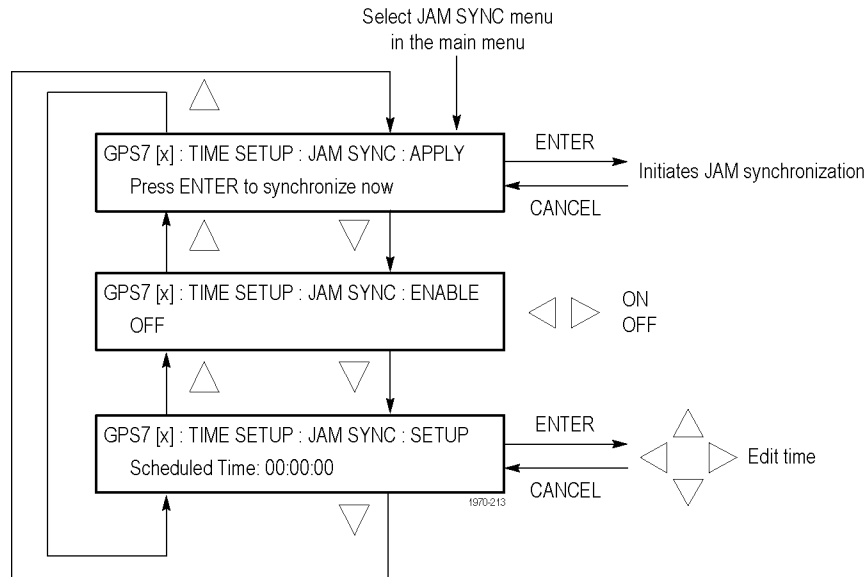 Select JAM SYNC menu
in the main menu
GPS7 [x] : TIME SETUP : JAM SYNC : APPLY
Press ENTER to synchronize now
ENTER
CANCEL
Initiates JAM synchronization
GPS7 [x] : TIME SETUP : JAM SYNC : ENABLE
OFF
ON
OFF
GPS7 [x] : TIME SETUP : JAM SYNC : SETUP
Scheduled Time: 00:00:00
ENTER
CANCEL
Edit time
1970-213